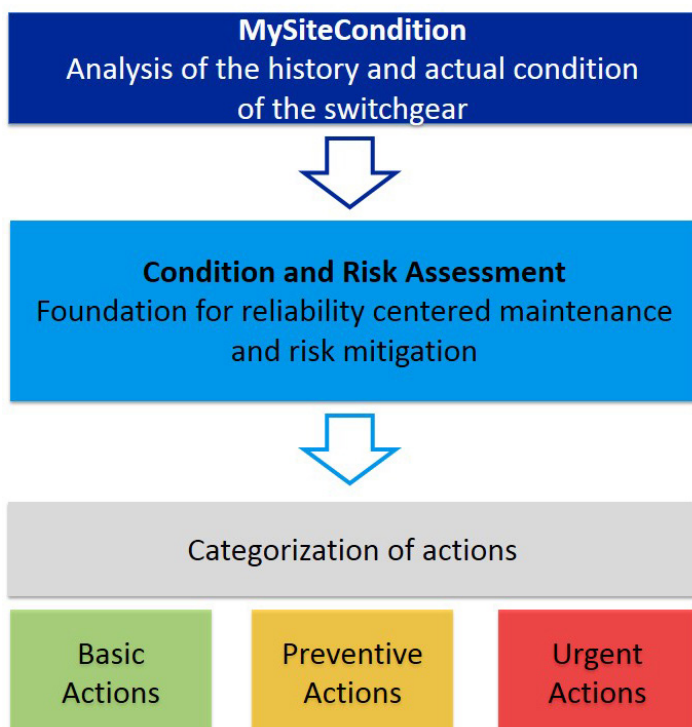 MySiteCondition
Analysis of the history and actual condition
of the switchgear
Condition and Risk Assessment
Foundation for reliability centered maintenance
and risk mitigation
Categorization of actions
Basic
Actions
Preventive
Actions
Urgent
Actions